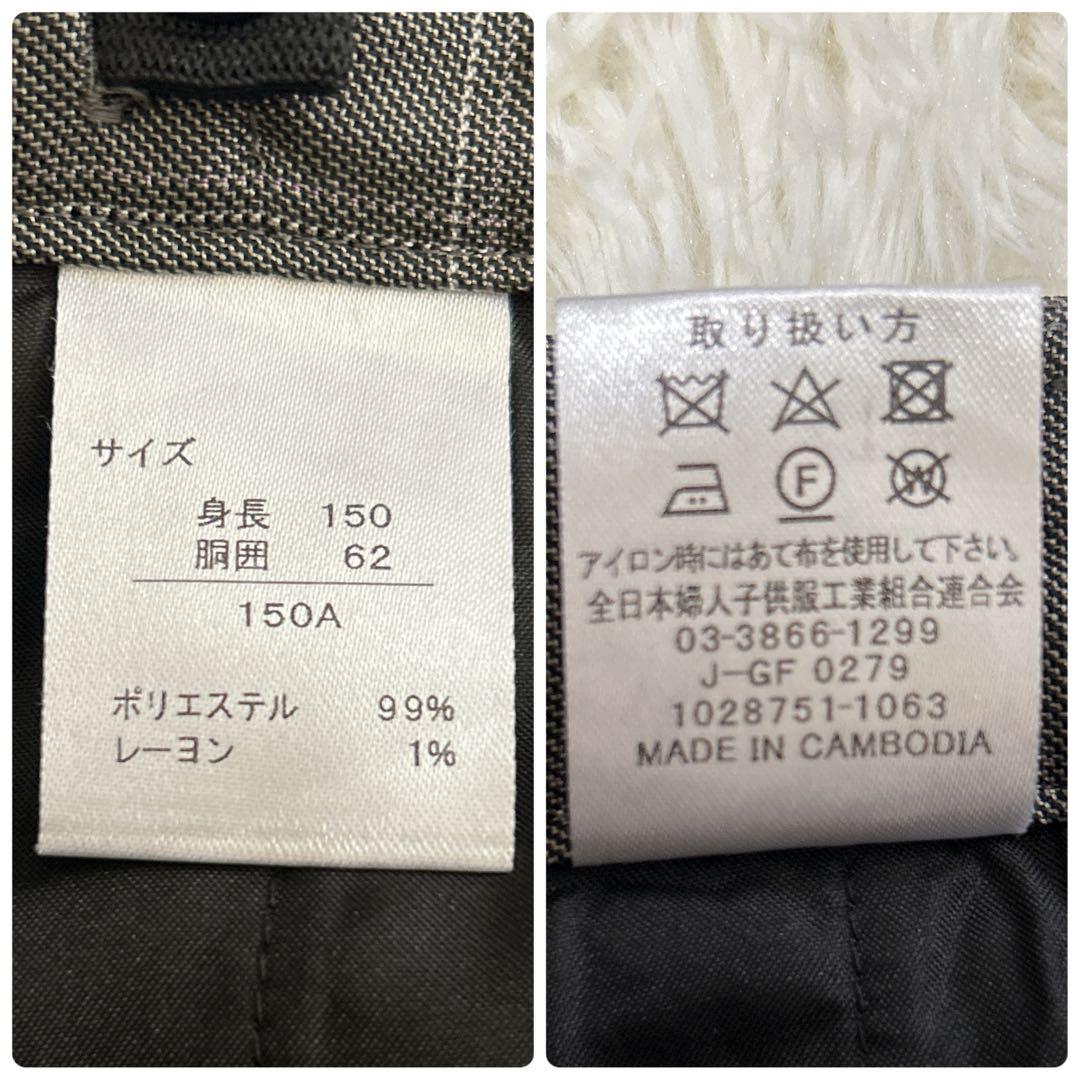 サイズ
身長 150
胴囲 62
150A
ポリエステル 99%
レーヨン 1%
取り扱い方
F W
アイロン時にはあて布を使用して下さい。
全日本婦人子供服工業組合連合会
03-3866-1299
J-GF 0279
1028751-1063
MADE IN CAMBODIA